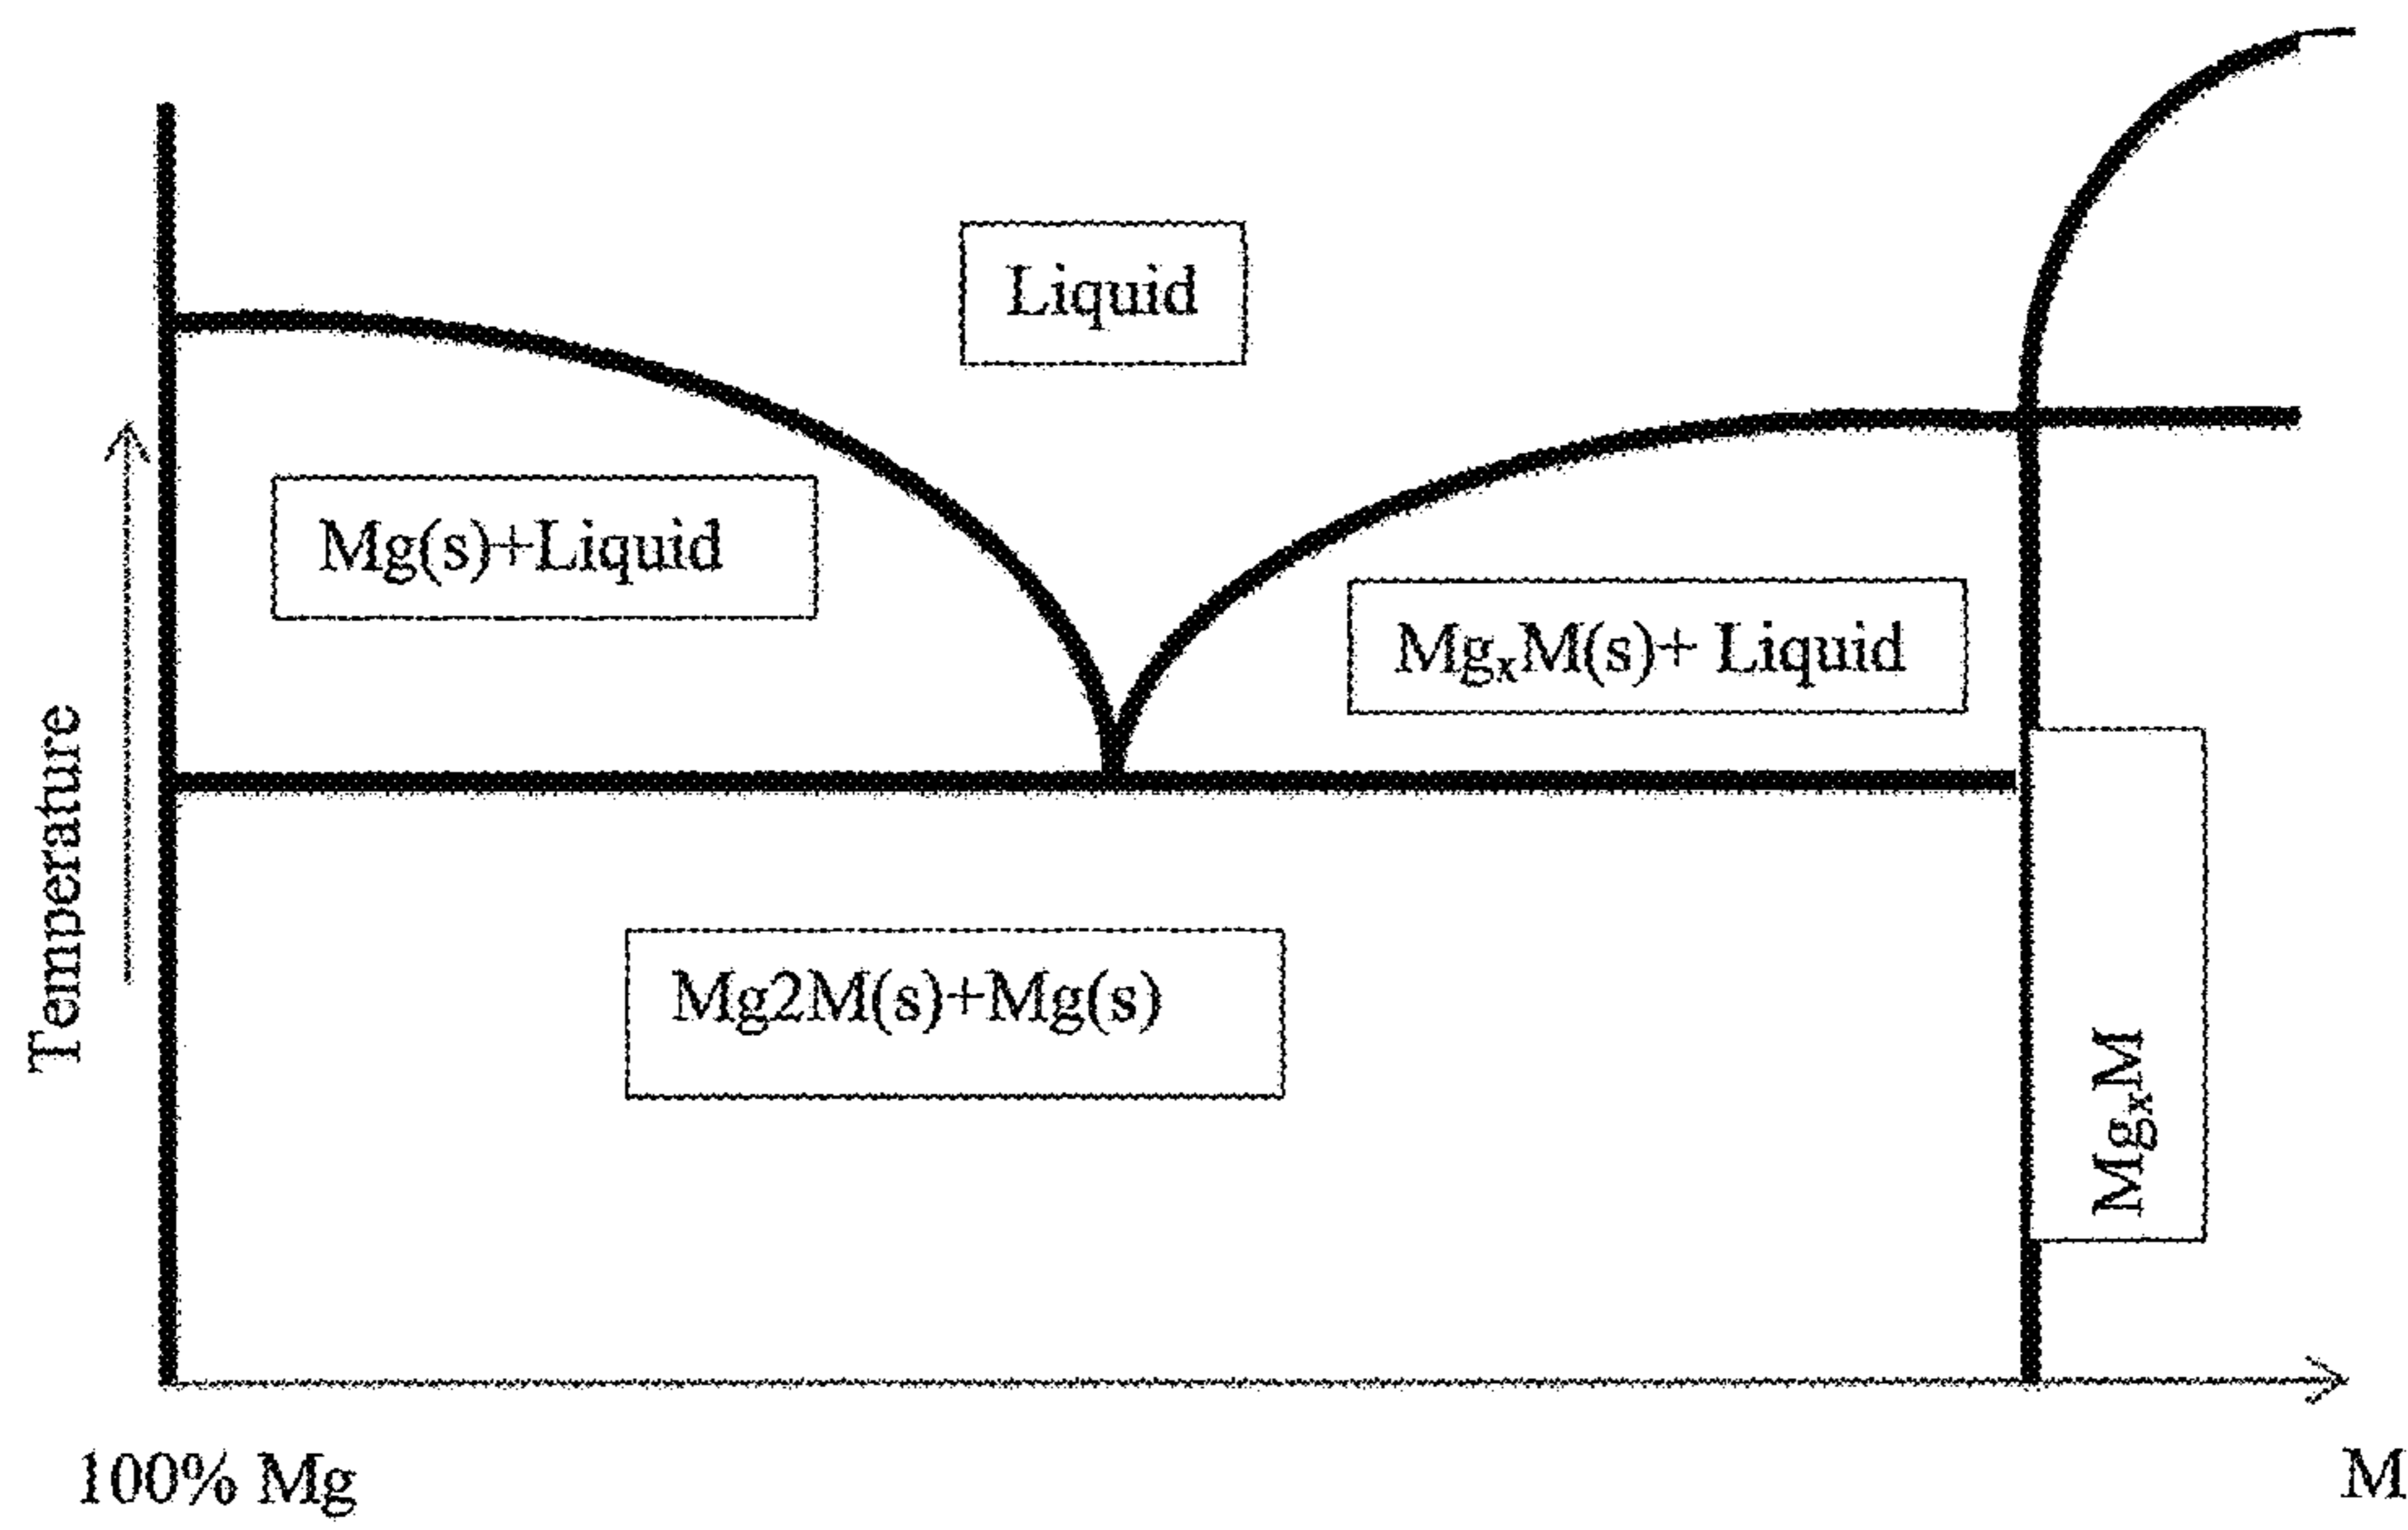 Liquid
Mg(s)+Liquid
MgₓM(s)+ Liquid
Temperature
Mg2M(s)+Mg(s)
MgₓM
100% Mg
M